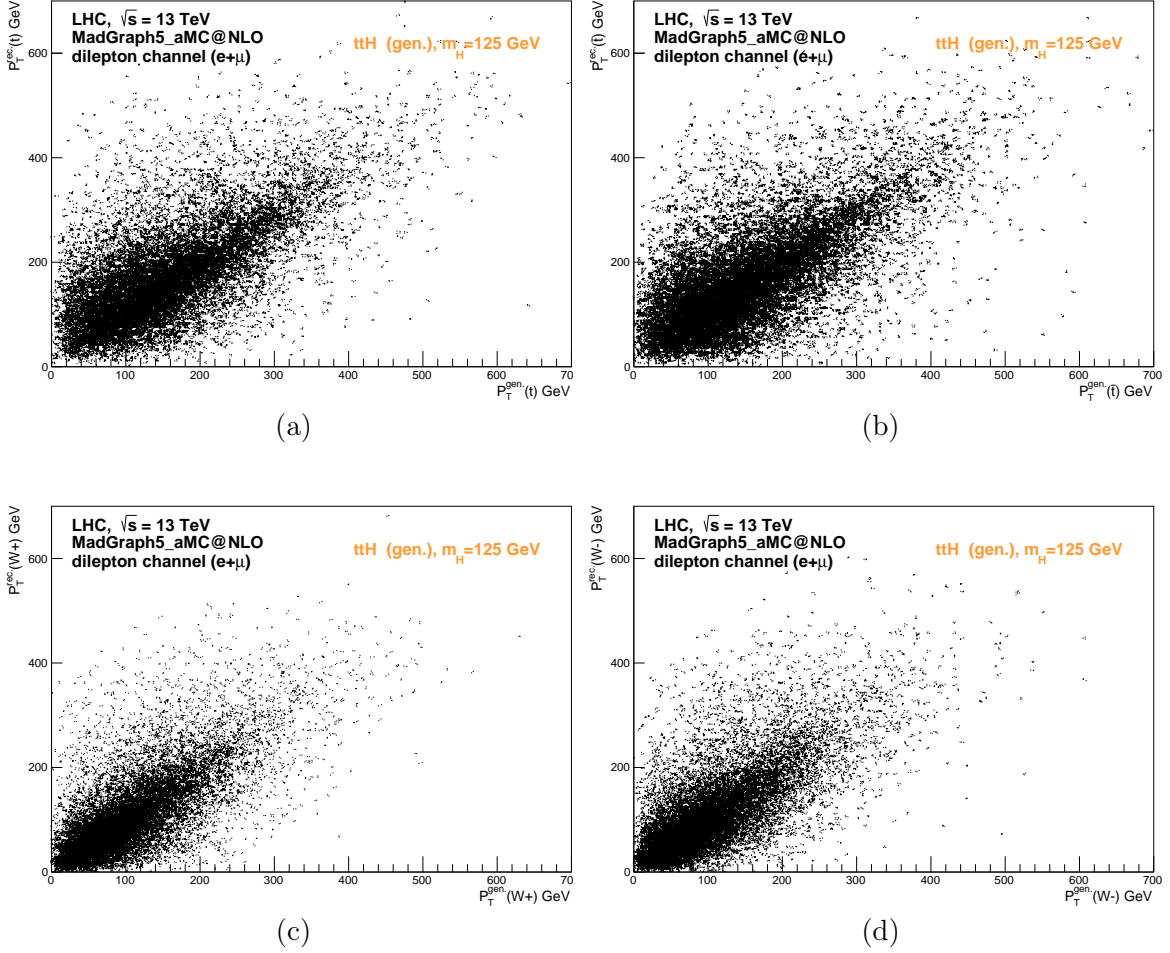 LHC, √s = 13 TeV
MadGraph5_aMC@NLO
dilepton channel (e+μ)
ttH (gen.), m_H=125 GeV
P_T^rec.(t) GeV
600
400
200
0
0 100 200 300 400 500 600 70
P_T^gen.(t) GeV
(a)
LHC, √s = 13 TeV
MadGraph5_aMC@NLO
dilepton channel (e+μ)
ttH (gen.), m_H=125 GeV
P_T^rec.(t̄) GeV
600
400
200
0
0 100 200 300 400 500 600 700
P_T^gen.(t̄) GeV
(b)
LHC, √s = 13 TeV
MadGraph5_aMC@NLO
dilepton channel (e+μ)
ttH (gen.), m_H=125 GeV
P_T^rec.(W+) GeV
600
400
200
0
0 100 200 300 400 500 600 70
P_T^gen.(W+) GeV
(c)
LHC, √s = 13 TeV
MadGraph5_aMC@NLO
dilepton channel (e+μ)
ttH (gen.), m_H=125 GeV
P_T^rec.(W-) GeV
600
400
200
0
0 100 200 300 400 500 600 700
P_T^gen.(W-) GeV
(d)